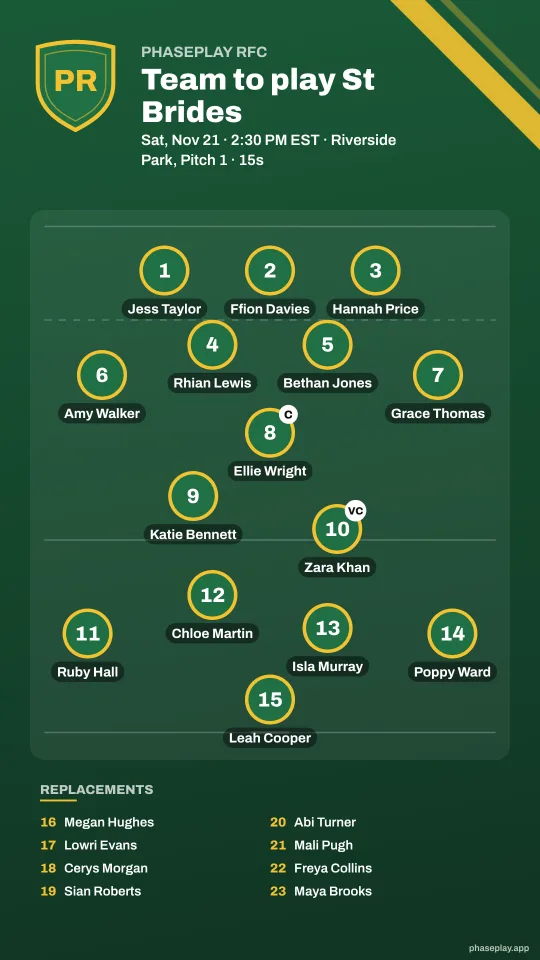 PR
PHASEPLAY RFC
Team to play St
Brides
Sat, Nov 21 · 2:30 PM EST · Riverside
Park, Pitch 1 · 15s
1
2
3
Jess Taylor
Ffion Davies
Hannah Price
4
5
Rhian Lewis
Bethan Jones
6
7
Amy Walker
Grace Thomas
8
C
Ellie Wright
9
Katie Bennett
10
VC
Zara Khan
12
Chloe Martin
11
13
14
Ruby Hall
Isla Murray
Poppy Ward
15
Leah Cooper
REPLACEMENTS
16 Megan Hughes
17 Lowri Evans
18 Cerys Morgan
19 Sian Roberts
20 Abi Turner
21 Mali Pugh
22 Freya Collins
23 Maya Brooks
phaseplay.app